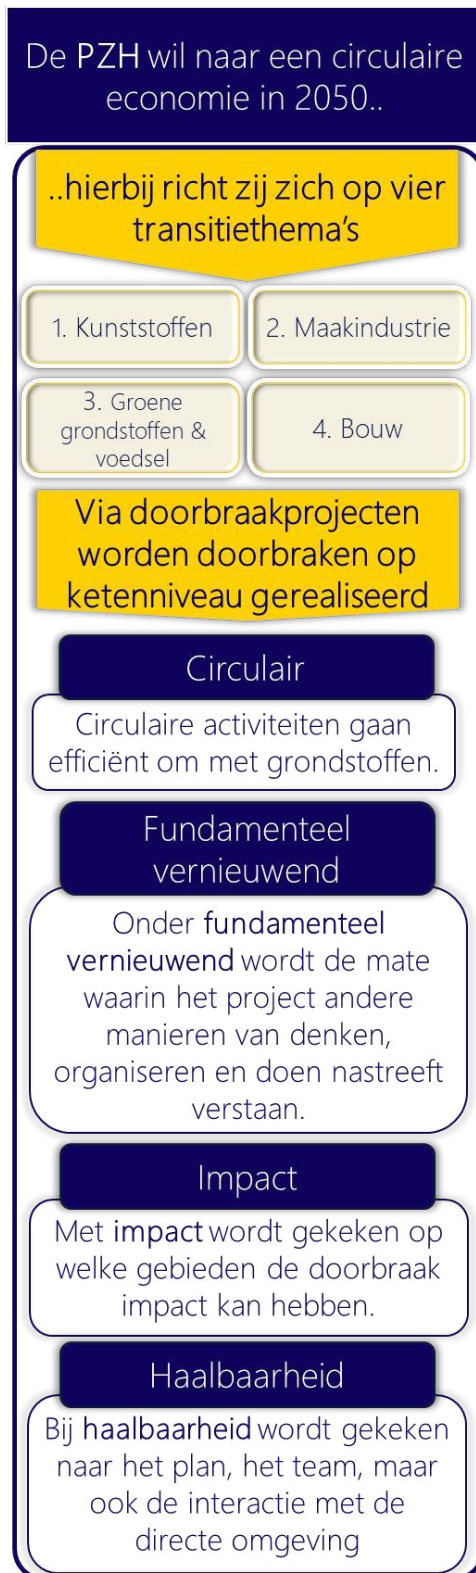 De PZH wil naar een circulaire
economie in 2050..
..hierbij richt zij zich op vier
transitiethema's
1. Kunststoffen
2. Maakindustrie
3. Groene
grondstoffen &
voedsel
4. Bouw
Via doorbraakprojecten
worden doorbraken op
ketenniveau gerealiseerd
Circulair
Circulaire activiteiten gaan
efficiënt om met grondstoffen.
Fundamenteel
vernieuwend
Onder fundamenteel
vernieuwend wordt de mate
waarin het project andere
manieren van denken,
organiseren en doen nastreeft
verstaan.
Impact
Met impact wordt gekeken op
welke gebieden de doorbraak
impact kan hebben.
Haalbaarheid
Bij haalbaarheid wordt gekeken
naar het plan, het team, maar
ook de interactie met de
directe omgeving